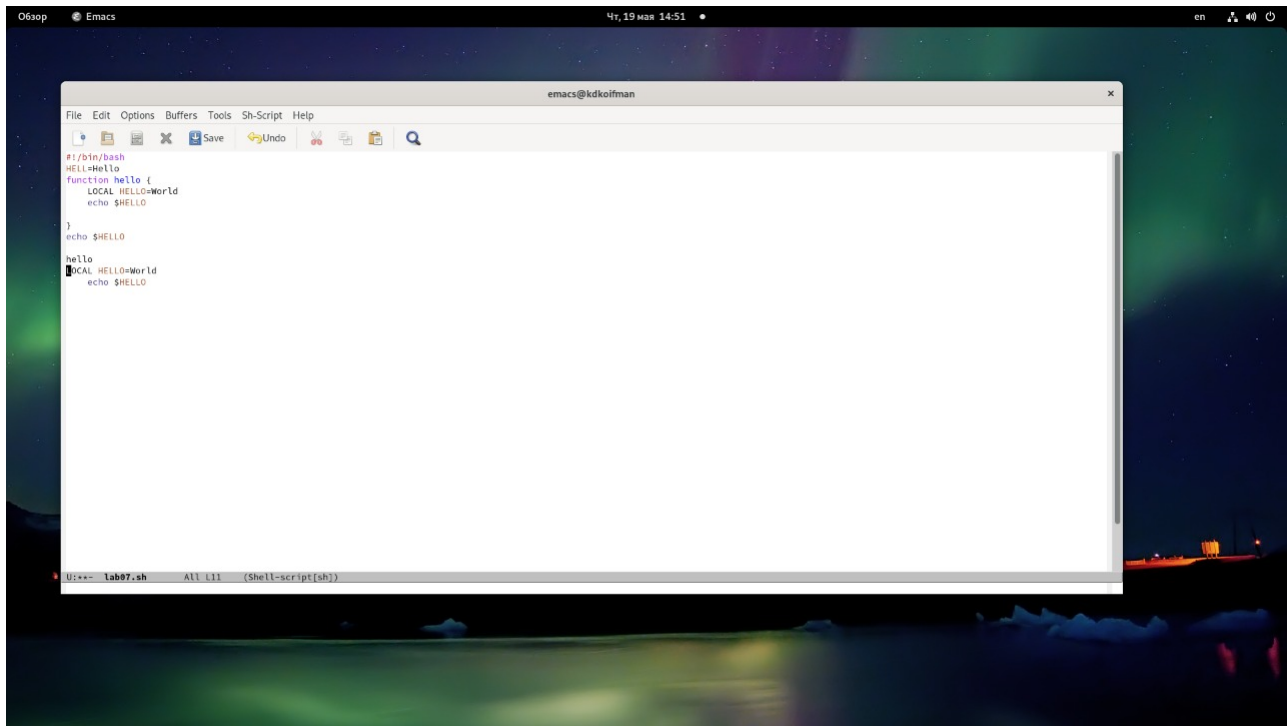 Обзор Emacs Чт, 19 мая 14:51 en
emacs@kdkoifman
File Edit Options Buffers Tools Sh-Script Help
Save Undo
#!/bin/bash
HELL=Hello
function hello {
LOCAL HELLO=World
echo $HELLO
}
echo $HELLO
hello
LOCAL HELLO=World
echo $HELLO
U:**- lab07.sh All L11 (Shell-script[sh])